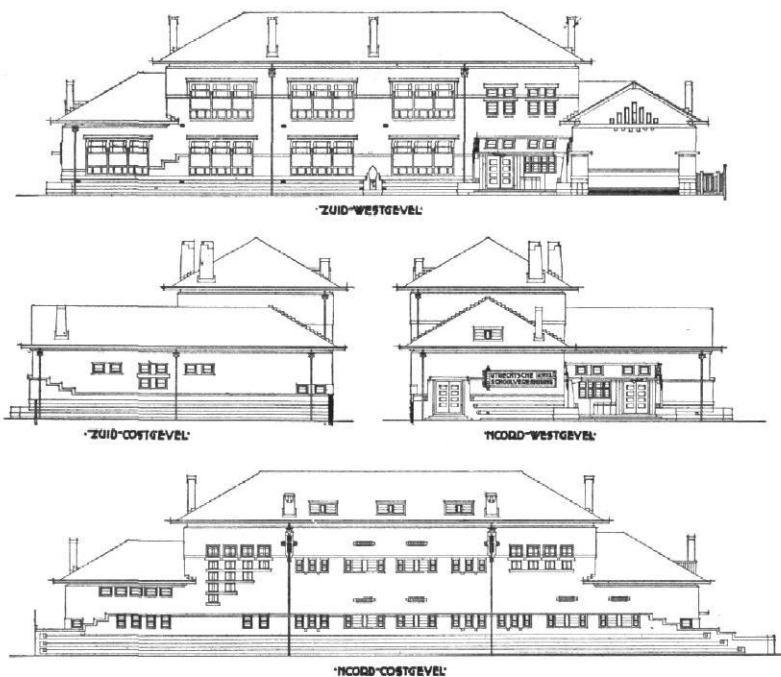 ·ZUID-WESTGEVEL·
·ZUID-OOSTGEVEL·
UTRECHTSCHE
SCHOOLVEREENIGING
·NOORD-WESTGEVEL·
·NOORD-OOSTGEVEL·